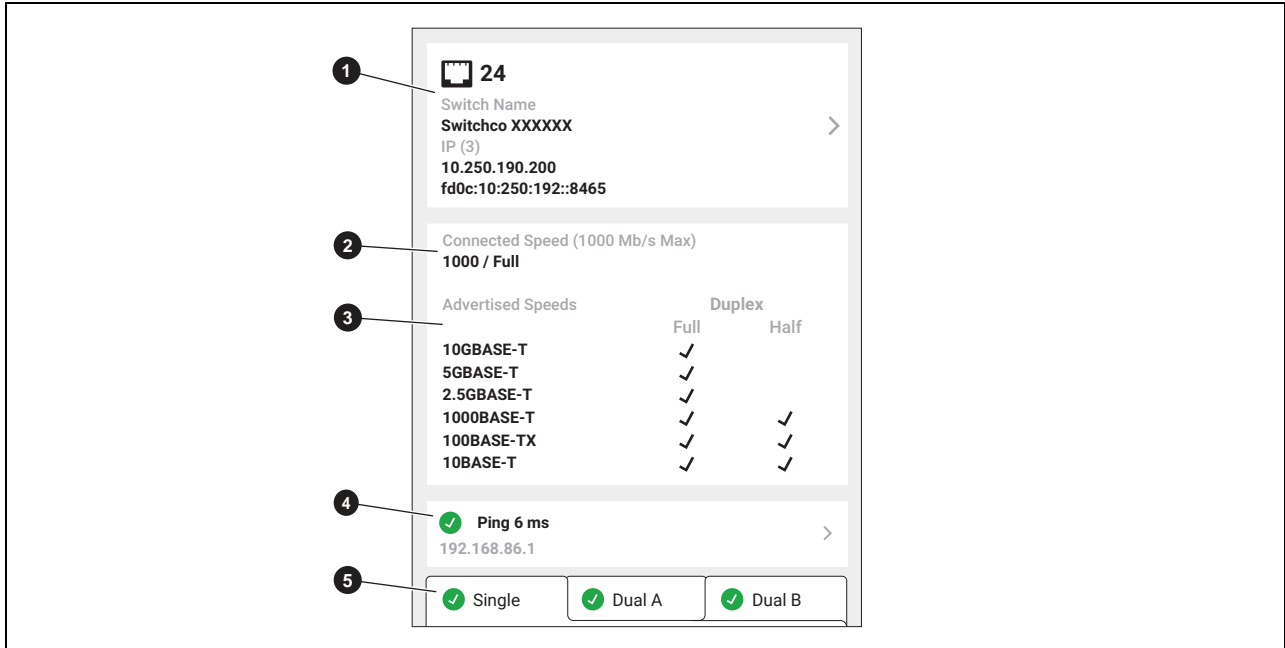 1
24
Switch Name
Switchco XXXXXX
IP (3)
10.250.190.200
fd0c:10:250:192::8465
2
Connected Speed (1000 Mb/s Max)
1000 / Full
3
Advertised Speeds Duplex
Full Half
10GBASE-T
5GBASE-T
2.5GBASE-T
1000BASE-T
100BASE-TX
10BASE-T
4
Ping 6 ms
192.168.86.1
5
Single Dual A Dual B